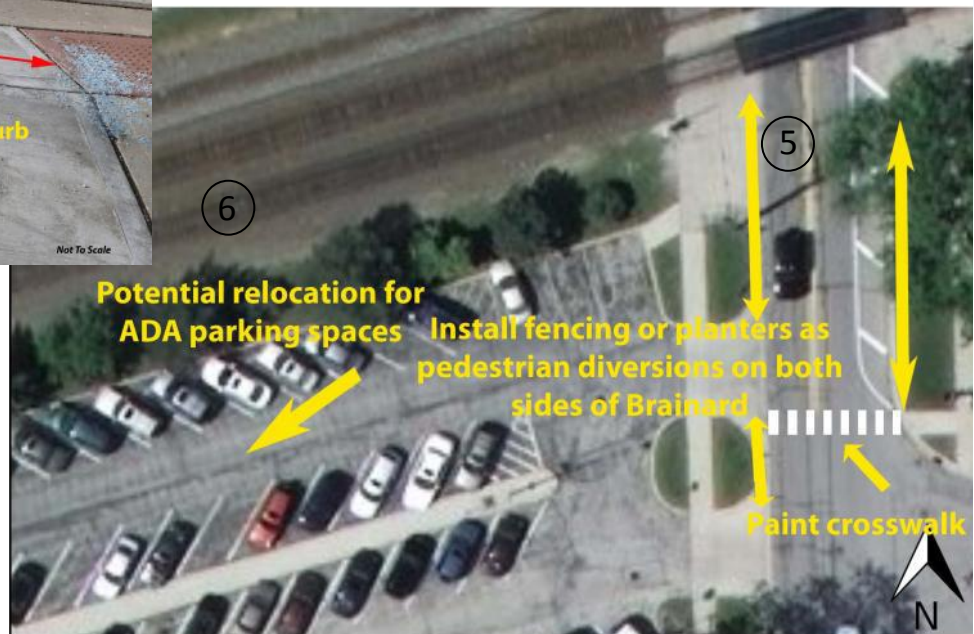 urb
Not To Scale
5
6
Potential relocation for
ADA parking spaces
Install fencing or planters as
pedestrian diversions on both
sides of Brainard
Paint crosswalk
N